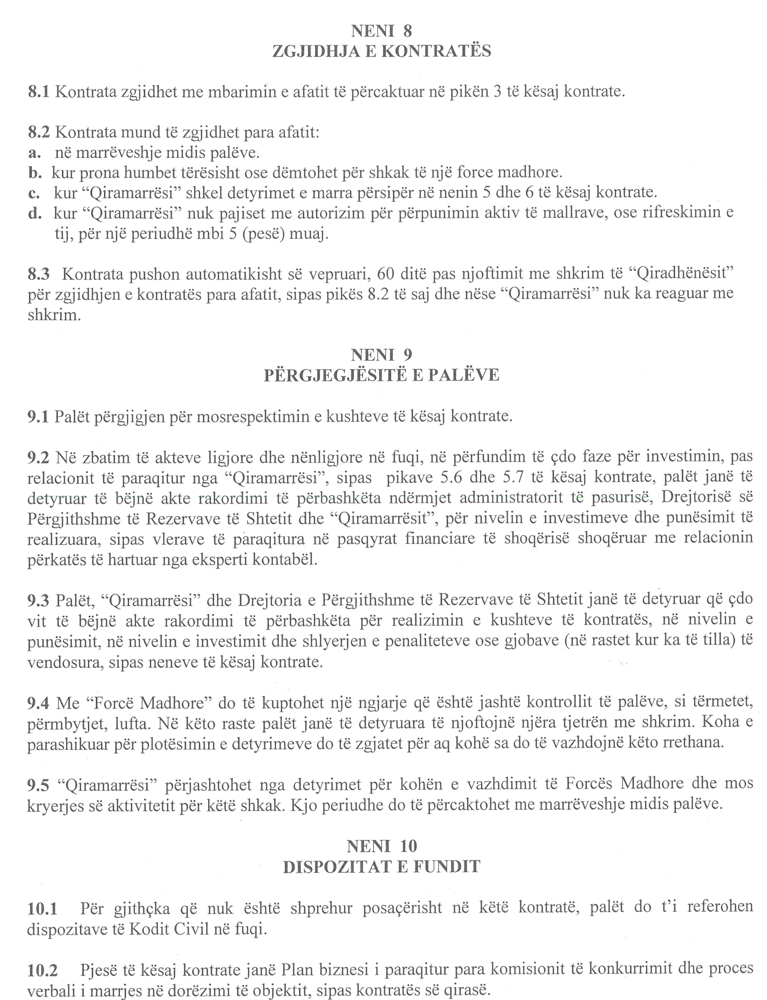 NENI 8
ZGJIDHJA E KONTRATËS
8.1 Kontrata zgjidhet me mbarimin e afatit të përcaktuar në pikën 3 të kësaj kontrate.
8.2 Kontrata mund të zgjidhet para afatit:
a. në marrëveshje midis palëve.
b. kur prona humbet tërësisht ose dëmtohet për shkak të një force madhore.
c. kur “Qiramarrësi” shkel detyrimet e marra përsipër në nenin 5 dhe 6 të kësaj kontrate.
d. kur “Qiramarrësi” nuk pajiset me autorizim për përpunimin aktiv të mallrave, ose rifreskimin e
tij, për një periudhë mbi 5 (pesë) muaj.
8.3 Kontrata pushon automatikisht së vepruari, 60 ditë pas njoftimit me shkrim të “Qiradhënësit”
për zgjidhjen e kontratës para afatit, sipas pikës 8.2 të saj dhe nëse “Qiramarrësi” nuk ka reaguar me
shkrim.
NENI 9
PËRGJEGJËSITË E PALËVE
9.1 Palët përgjigjen për mosrespektimin e kushteve të kësaj kontrate.
9.2 Në zbatim të akteve ligjore dhe nënligjore në fuqi, në përfundim të çdo faze për investimin, pas
relacionit të paraqitur nga “Qiramarrësi”, sipas pikave 5.6 dhe 5.7 të kësaj kontrate, palët janë të
detyruar të bëjnë akte rakordimi të përbashkëta ndërmjet administratorit të pasurisë, Drejtorisë së
Përgjithshme të Rezervave të Shtetit dhe “Qiramarrësit”, për nivelin e investimeve dhe punësimit të
realizuara, sipas vlerave të paraqitura në pasqyrat financiare të shoqërisë shoqëruar me relacionin
përkatës të hartuar nga eksperti kontabël.
9.3 Palët, “Qiramarrësi” dhe Drejtoria e Përgjithshme të Rezervave të Shtetit janë të detyruar që çdo
vit të bëjnë akte rakordimi të përbashkëta për realizimin e kushteve të kontratës, në nivelin e
punësimit, në nivelin e investimit dhe shlyerjen e penaliteteve ose gjobave (në rastet kur ka të tilla) të
vendosura, sipas neneve të kësaj kontrate.
9.4 Me “Forcë Madhore” do të kuptohet një ngjarje që është jashtë kontrollit të palëve, si tërmetet,
përmbytjet, lufta. Në këto raste palët janë të detyruara të njoftojnë njëra tjetrën me shkrim. Koha e
parashikuar për plotësimin e detyrimeve do të zgjatet për aq kohë sa do të vazhdojnë këto rrethana.
9.5 “Qiramarrësi” përjashtohet nga detyrimet për kohën e vazhdimit të Forcës Madhore dhe mos
kryerjes së aktivitetit për këtë shkak. Kjo periudhe do të përcaktohet me marrëveshje midis palëve.
NENI 10
DISPOZITAT E FUNDIT
10.1 Për gjithçka që nuk është shprehur posaçërisht në këtë kontratë, palët do t’i referohen
dispozitave të Kodit Civil në fuqi.
10.2 Pjesë të kësaj kontrate janë Plan biznesi i paraqitur para komisionit të konkurrimit dhe proces
verbali i marrjes në dorëzimi të objektit, sipas kontratës së qirasë.